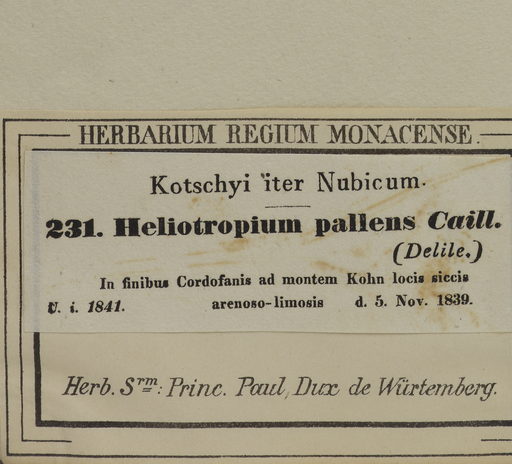 HERBARIUM REGIUM MONACENSE.
Kotschyi iter Nubicum.
231. Heliotropium pallens Caill.
(Delile.)
In finibus Cordofanis ad montem Kohn locis siccis
U. i. 1841. arenoso-limosis d. 5. Nov. 1839.
Herb. Srm: Princ. Paul, Dux de Würtemberg.